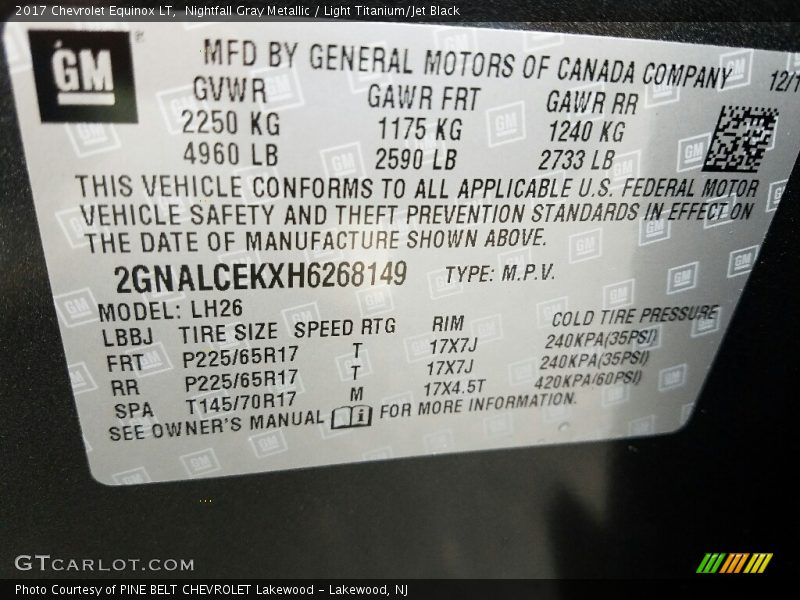 2017 Chevrolet Equinox LT, Nightfall Gray Metallic / Light Titanium/Jet Black
GM
MFD BY GENERAL MOTORS OF CANADA COMPANY 12/1
GVWR GAWR FRT GAWR RR
2250 KG 1175 KG 1240 KG
4960 LB 2590 LB 2733 LB
THIS VEHICLE CONFORMS TO ALL APPLICABLE U.S. FEDERAL MOTOR
VEHICLE SAFETY AND THEFT PREVENTION STANDARDS IN EFFECT ON
THE DATE OF MANUFACTURE SHOWN ABOVE.
2GNALCEKXH6268149 TYPE: M.P.V.
MODEL: LH26
LBBJ TIRE SIZE SPEED RTG RIM COLD TIRE PRESSURE
FRT P225/65R17 T 17X7J 240KPA(35PSI)
RR P225/65R17 T 17X7J 240KPA(35PSI)
SPA T145/70R17 M 17X4.5T 420KPA(60PSI)
SEE OWNER'S MANUAL i FOR MORE INFORMATION.
GTCARLOT.COM
Photo Courtesy of PINE BELT CHEVROLET Lakewood - Lakewood, NJ